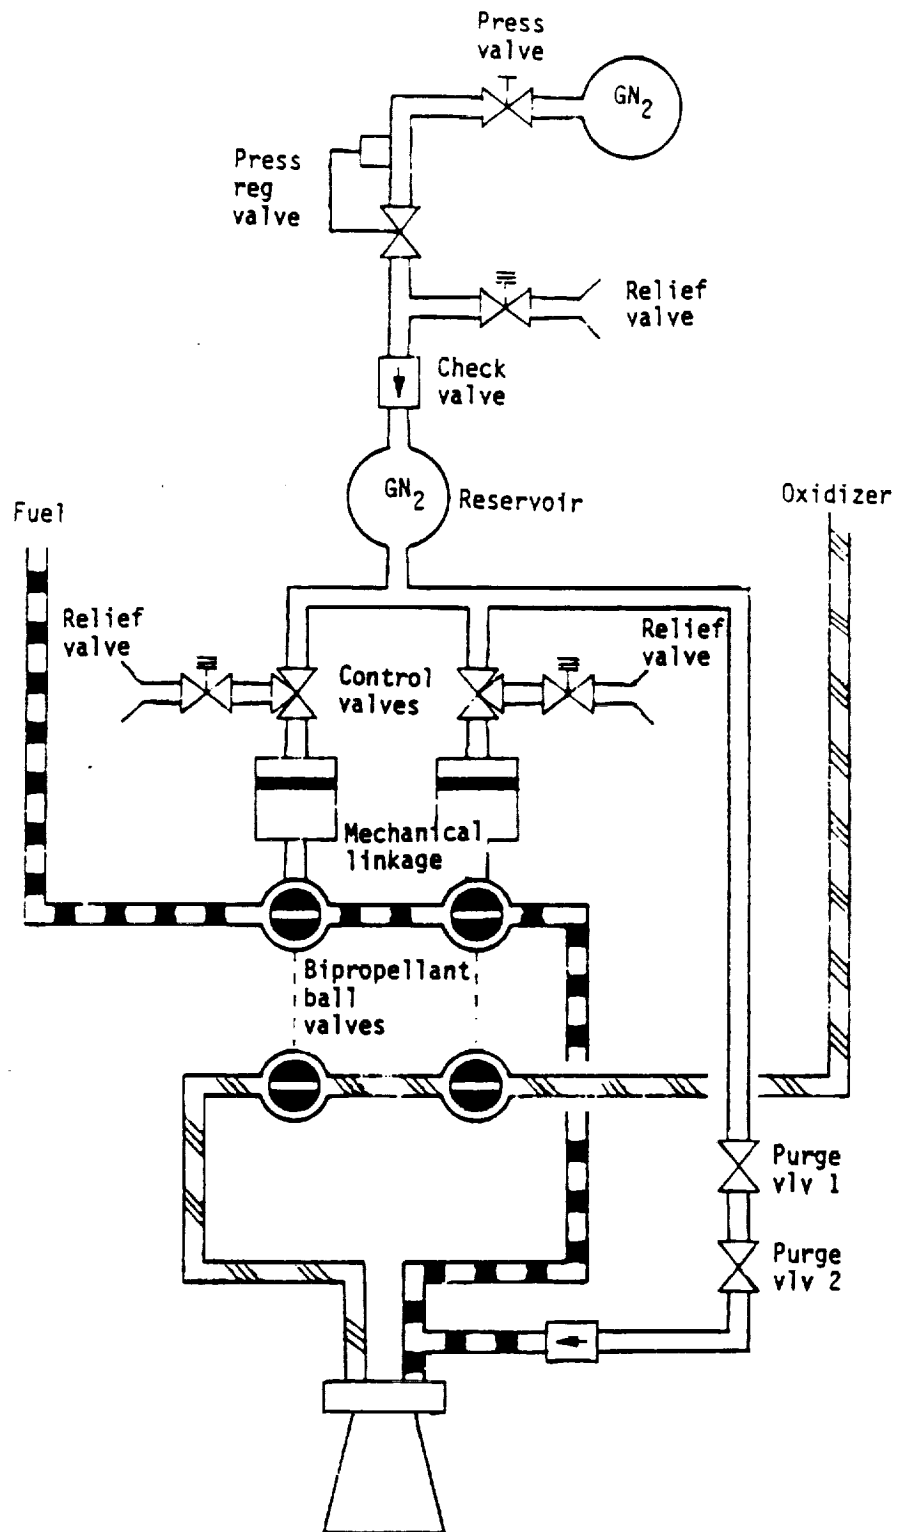 Press
valve
GN2
Press
reg
valve
Relief
valve
Check
valve
GN2
Reservoir
Fuel
Oxidizer
Relief
valve
Control
valves
Relief
valve
Mechanical
linkage
Bipropellant
ball
valves
Purge
vlv 1
Purge
vlv 2